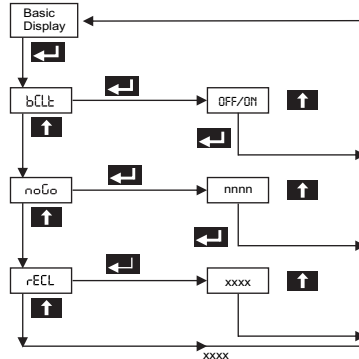 Basic
Display
bCLt
OFF/ON
noGo
nnnn
rECL
xxxx
xxxx